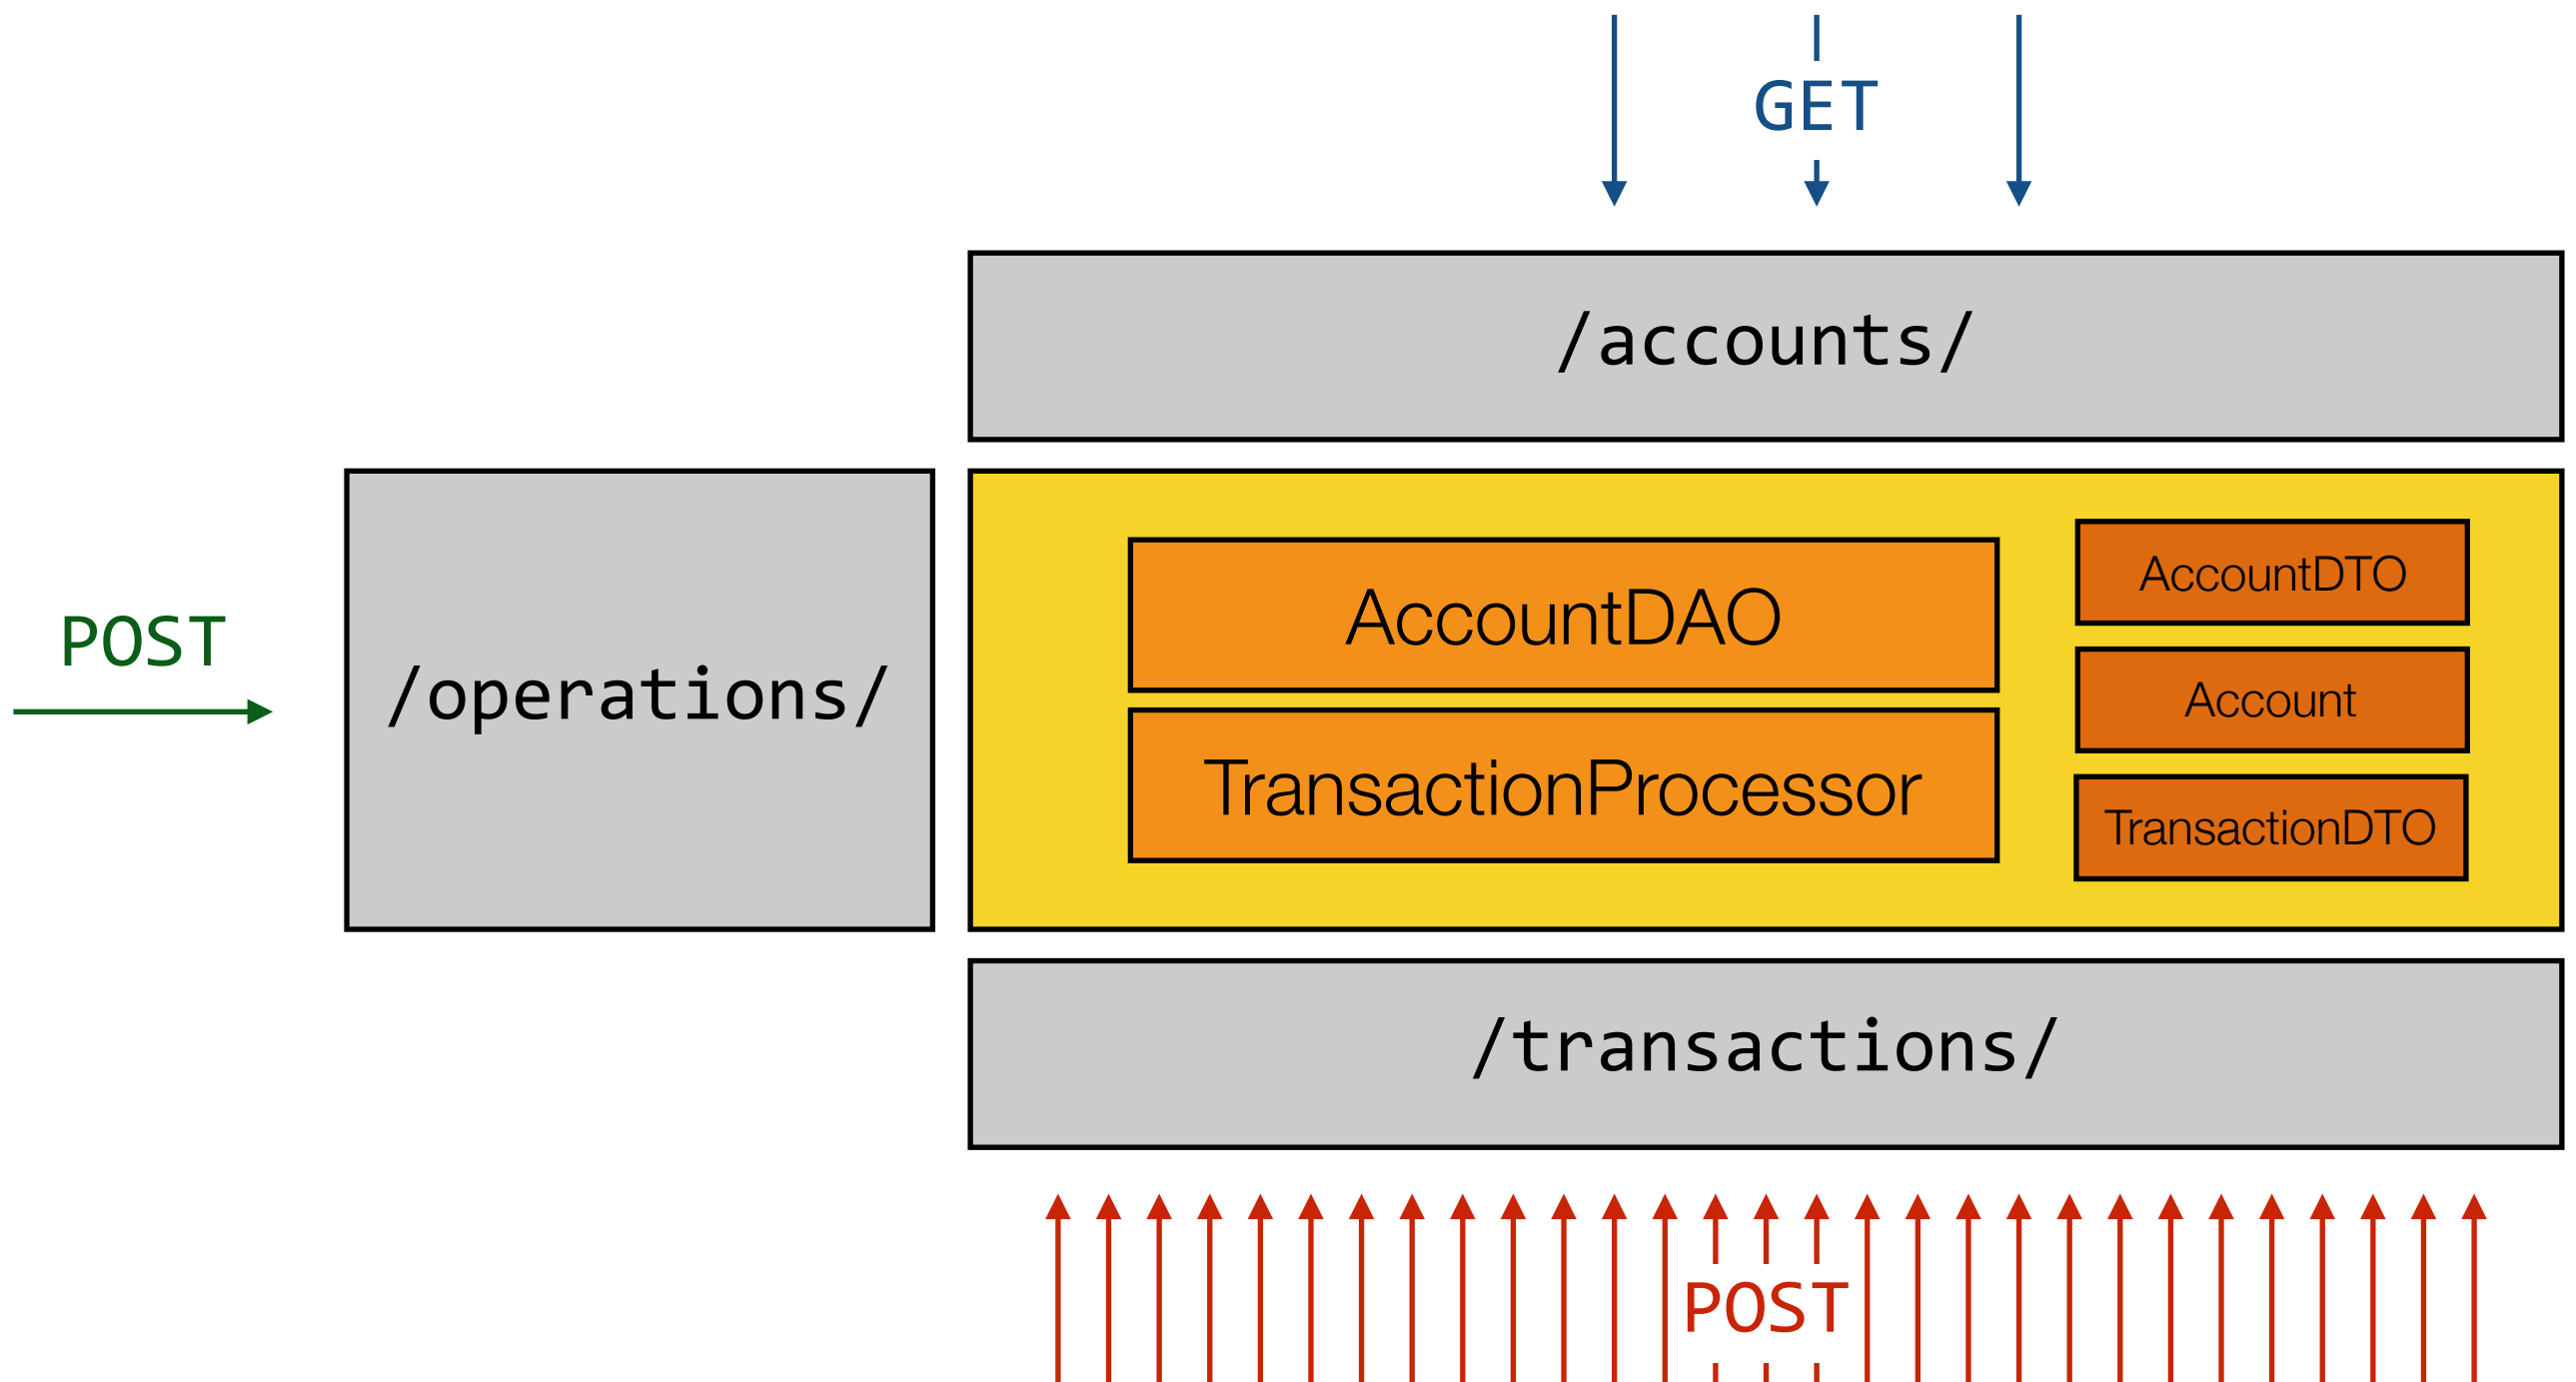 GET
/accounts/
POST
/operations/
AccountDAO
TransactionProcessor
AccountDTO
Account
TransactionDTO
/transactions/
POST